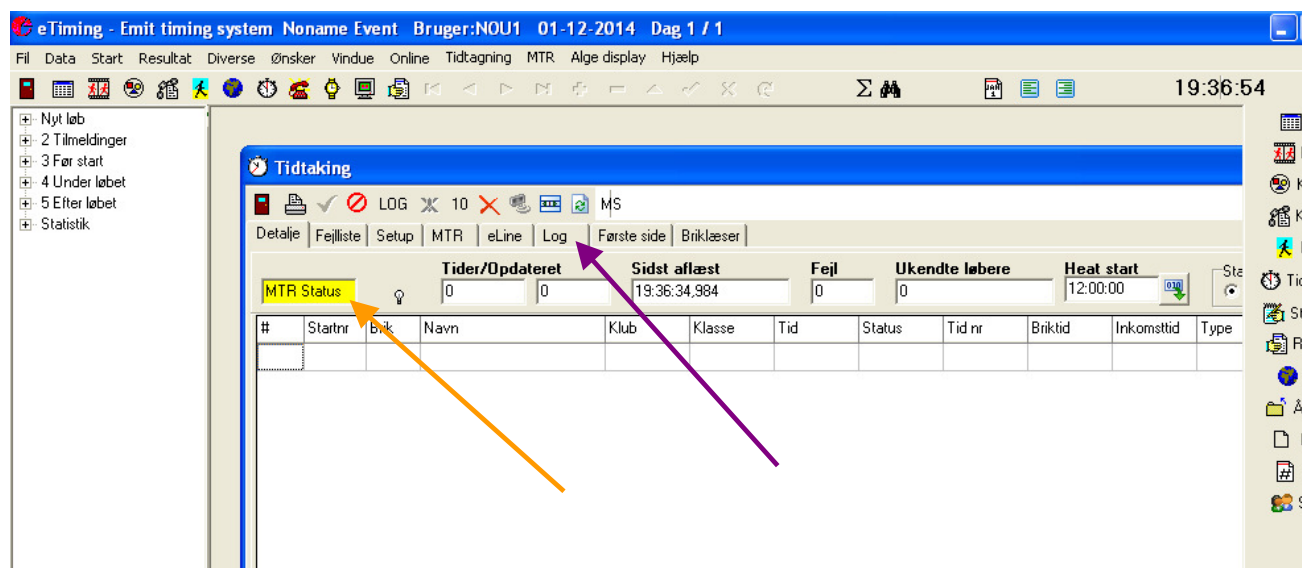 eTiming - Emit timing system Noname Event Bruger:NOU1 01-12-2014 Dag 1 / 1
Fil Data Start Resultat Diverse Ønsker Vindue Online Tidtagning MTR Alge display Hjælp
19:36:54
Nyt løb
2 Tilmeldinger
3 Før start
4 Under løbet
5 Efter løbet
Statistik
Tidtaking
LOG 10 MS
Detalje Fejlliste Setup MTR eLine Log Første side Briklæser
Tider/Opdateret Sidst aflæst Fejl Ukendte løbere Heat start Sta
MTR Status 0 0 19:36:34,984 0 0 12:00:00
# Startnr Brik Navn Klub Klasse Tid Status Tid nr Briktid Inkomsttid Type
K
K
Tid
St
R
Å
S